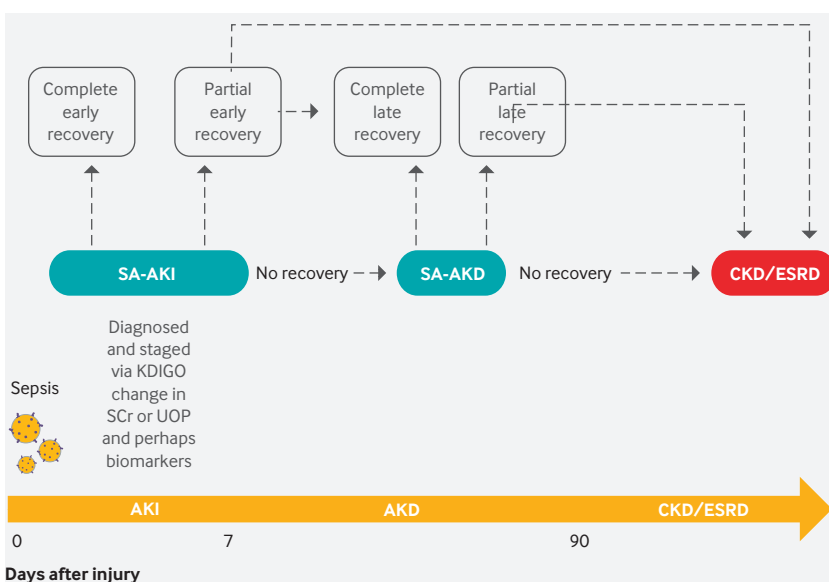 Complete
early
recovery
Partial
early
recovery
Complete
late
recovery
Partial
late
recovery
SA-AKI
No recovery
SA-AKD
No recovery
CKD/ESRD
Diagnosed
and staged
via KDIGO
change in
SCr or UOP
and perhaps
biomarkers
Sepsis
AKI
AKD
CKD/ESRD
0
7
90
Days after injury